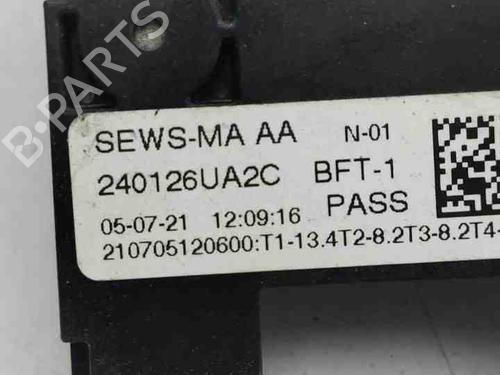 B-PARTS
SEWS-MA AA N-01
240126UA2C BFT-1
05-07-21 12:09:16 PASS
210705120600:T1-13.4T2-8.2T3-8.2T4-